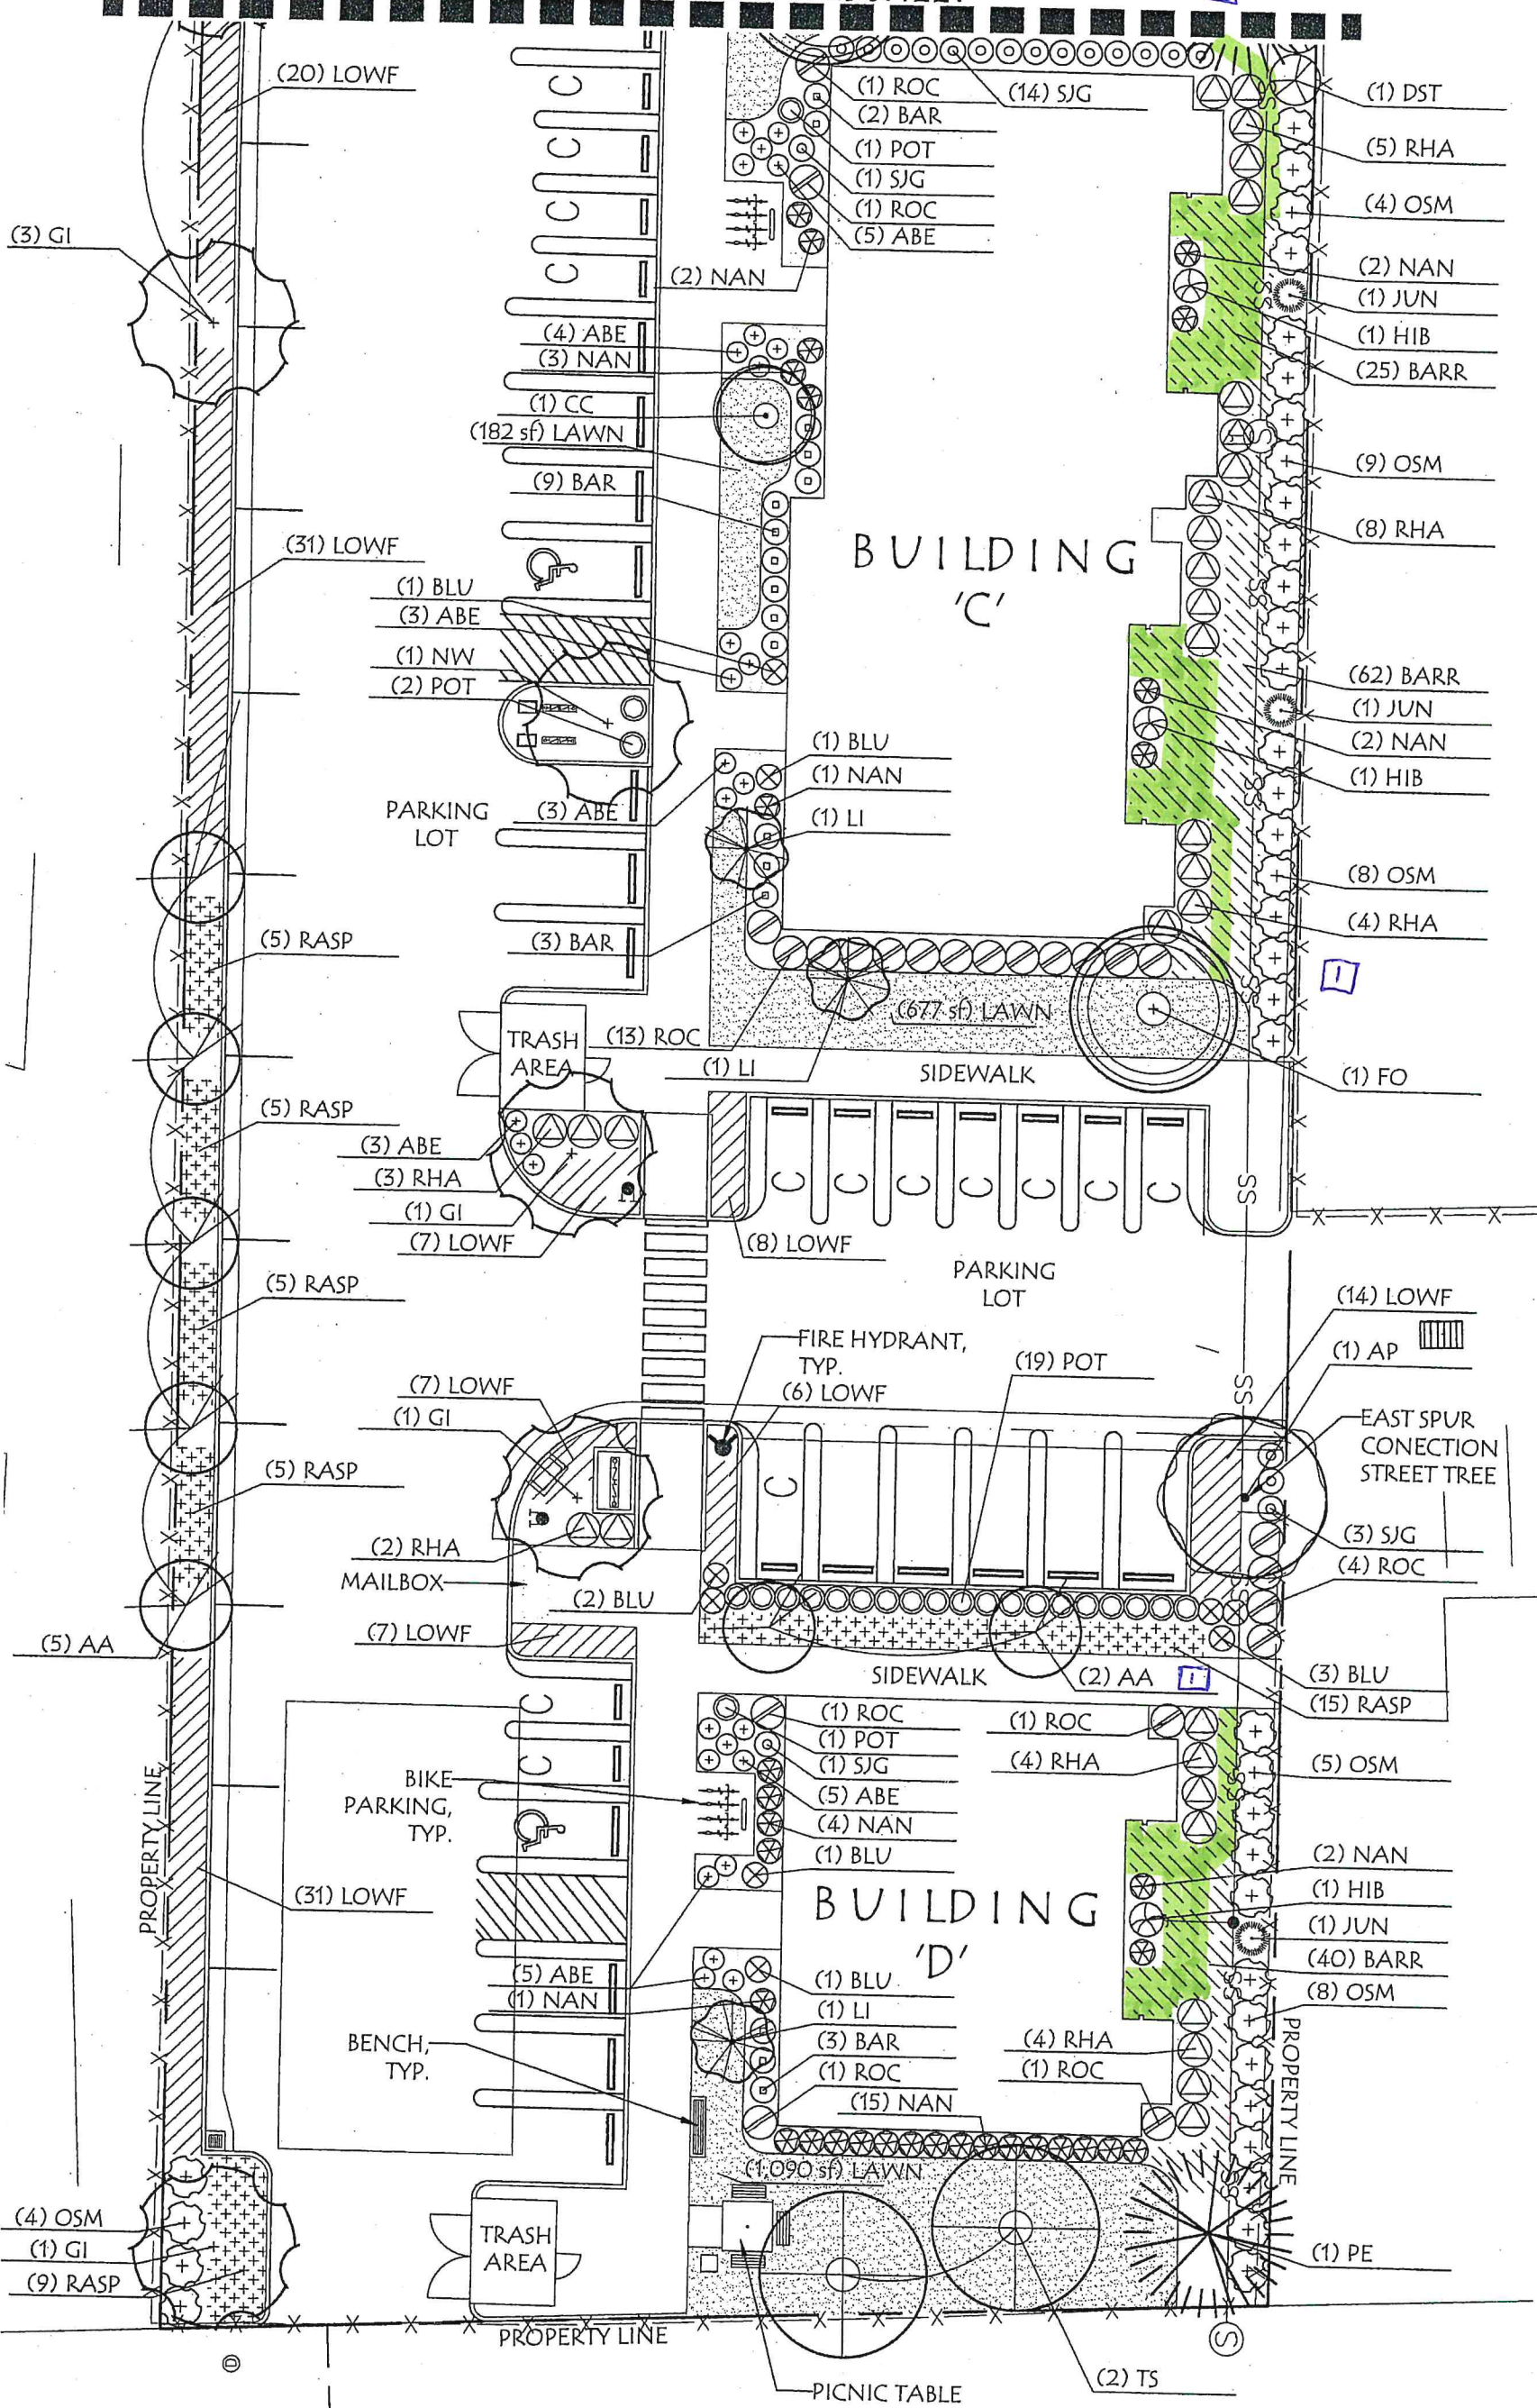 (20) LOWF
(3) GI
(31) LOWF
(1) ROC
(2) BAR
(1) POT
(1) SJG
(1) ROC
(5) ABE
(14) SJG
(2) NAN
(1) DST
(5) RHA
(4) OSM
(2) NAN
(1) JUN
(1) HIB
(25) BARR
C
C
C
C
(4) ABE
(3) NAN
(1) CC
(182 sf) LAWN
(9) BAR
(1) BLU
(3) ABE
(1) NW
(2) POT
BUILDING
'C'
(9) OSM
(8) RHA
(62) BARR
(1) JUN
(2) NAN
(1) HIB
(8) OSM
(4) RHA
PARKING
LOT
(3) ABE
(1) BLU
(1) NAN
(1) LI
(3) BAR
(5) RASP
TRASH
AREA
(13) ROC
(1) LI
(677 sf) LAWN
SIDEWALK
(1) FO
1
(5) RASP
(3) ABE
(3) RHA
(1) GI
(7) LOWF
(8) LOWF
C
C
C
C
C
C
C
SS
PARKING
LOT
(5) RASP
FIRE HYDRANT,
TYP.
(6) LOWF
(19) POT
(14) LOWF
(1) AP
EAST SPUR
CONECTION
STREET TREE
SS
(7) LOWF
(1) GI
C
(5) RASP
(2) RHA
MAILBOX
(2) BLU
(7) LOWF
(3) SJG
(4) ROC
(5) AA
SIDEWALK
(2) AA
1
(3) BLU
(15) RASP
C
C
(1) ROC
(1) POT
(1) SJG
(5) ABE
(4) NAN
(1) BLU
(1) ROC
(4) RHA
(5) OSM
BIKE
PARKING,
TYP.
PROPERTY LINE
(31) LOWF
BUILDING
'D'
(2) NAN
(1) HIB
(1) JUN
(40) BARR
(8) OSM
(5) ABE
(1) NAN
(1) BLU
(1) LI
(3) BAR
(1) ROC
(15) NAN
(4) RHA
(1) ROC
BENCH,
TYP.
PROPERTY LINE
(1,090 sf) LAWN
(4) OSM
(1) GI
(9) RASP
TRASH
AREA
(1) PE
PROPERTY LINE
S
D
PICNIC TABLE
(2) TS